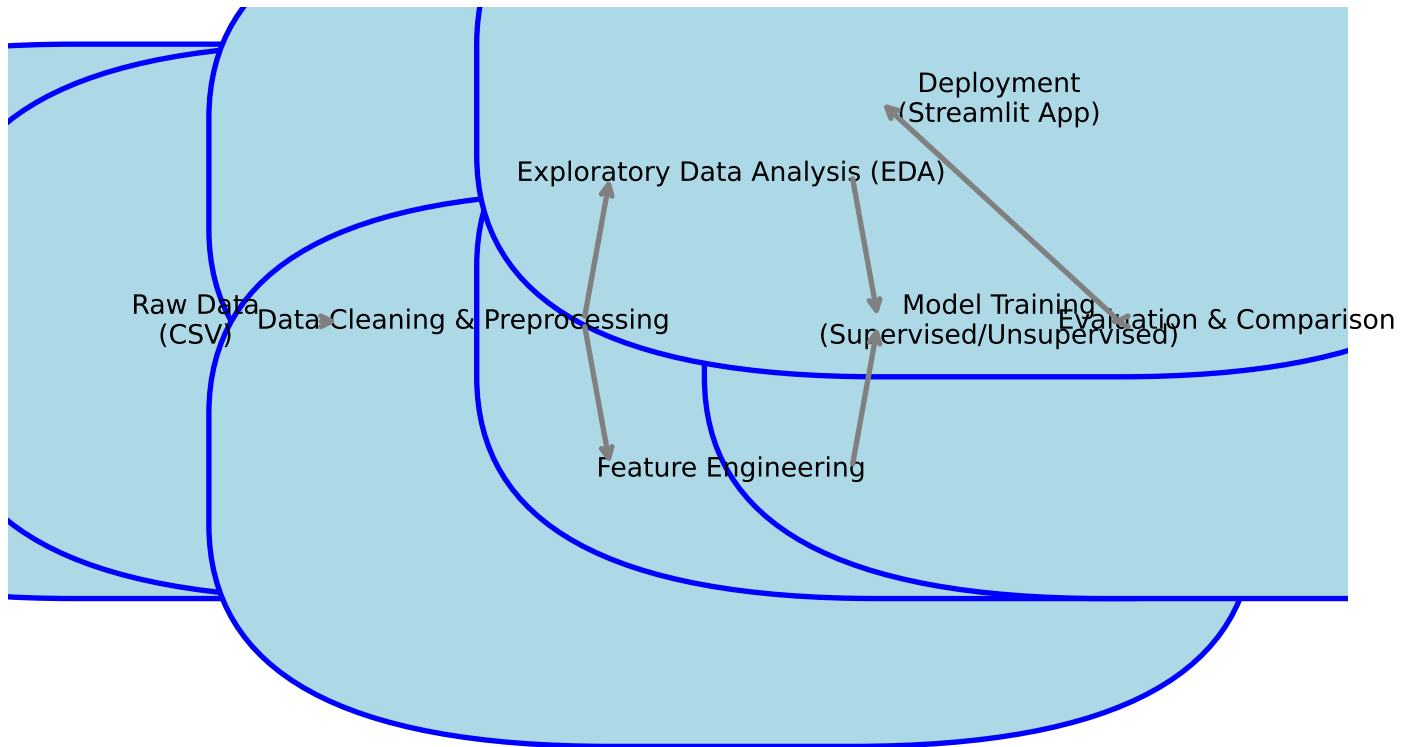 Deployment
(Streamlit App)
Exploratory Data Analysis (EDA)
Raw Data
(CSV)
Data Cleaning & Preprocessing
Model Training
(Supervised/Unsupervised)
Evaluation & Comparison
Feature Engineering